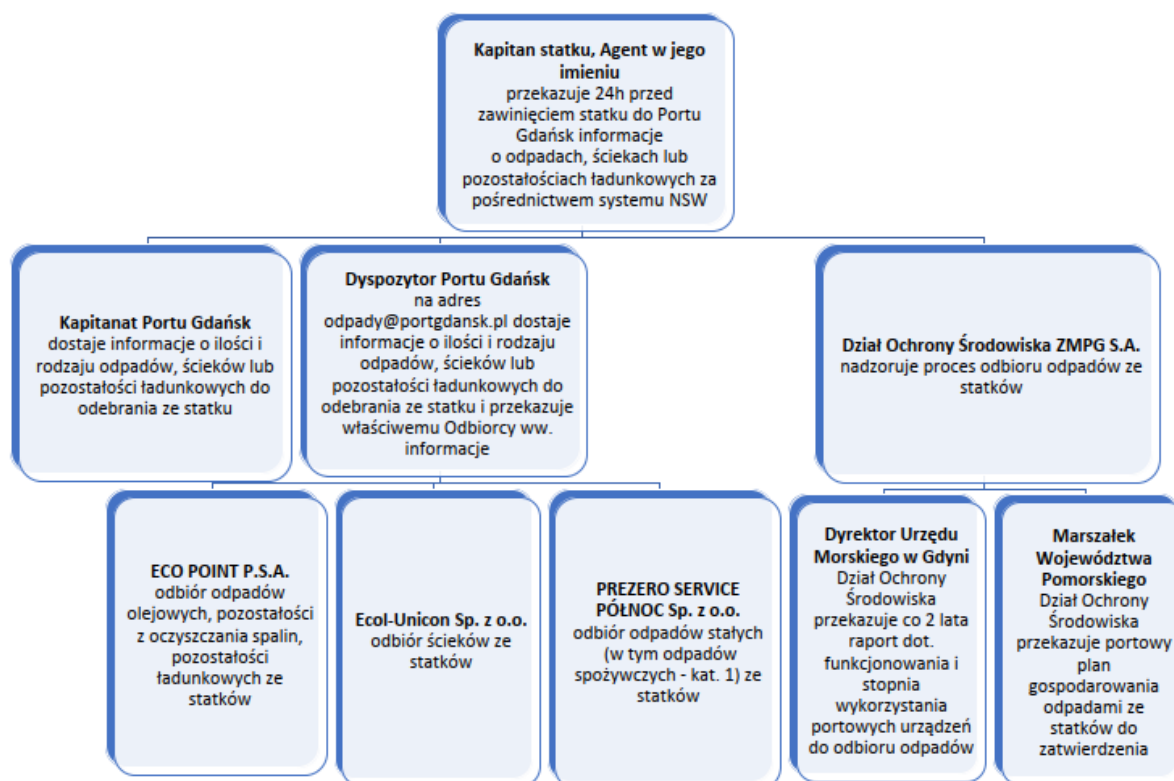 Kapitan statku, Agent w jego
imieniu
przekazuje 24h przed
zawinięciem statku do Portu
Gdańsk informacje
o odpadach, ściekach lub
pozostałościach ładunkowych za
pośrednictwem systemu NSW
Kapitanat Portu Gdańsk
dostaje informacje o ilości i
rodzaju odpadów, ścieków lub
pozostałości ładunkowych do
odebrania ze statku
Dyspozytor Portu Gdańsk
na adres
odpady@portgdansk.pl dostaje
informacje o ilości i rodzaju
odpadów, ścieków lub
pozostałości ładunkowych do
odebrania ze statku i przekazuje
właściwemu Odbiorcy ww.
informacje
Dział Ochrony Środowiska ZMPG S.A.
nadzoruje proces odbioru odpadów ze
statków
ECO POINT P.S.A.
odbiór odpadów
olejowych, pozostałości
z oczyszczania spalin,
pozostałości
ładunkowych ze
statków
Ecol-Unicon Sp. z o.o.
odbiór ścieków ze
statków
PREZERO SERVICE
PÓŁNOC Sp. z o.o.
odbiór odpadów stałych
(w tym odpadów
spożywczych - kat. 1) ze
statków
Dyrektor Urzędu
Morskiego w Gdyni
Dział Ochrony
Środowiska
przekazuje co 2 lata
raport dot.
funkcjonowania i
stopnia
wykorzystania
portowych urządzeń
do odbioru odpadów
Marszałek
Województwa
Pomorskiego
Dział Ochrony
Środowiska
przekazuje portowy
plan
gospodarowania
odpadami ze
statków do
zatwierdzenia